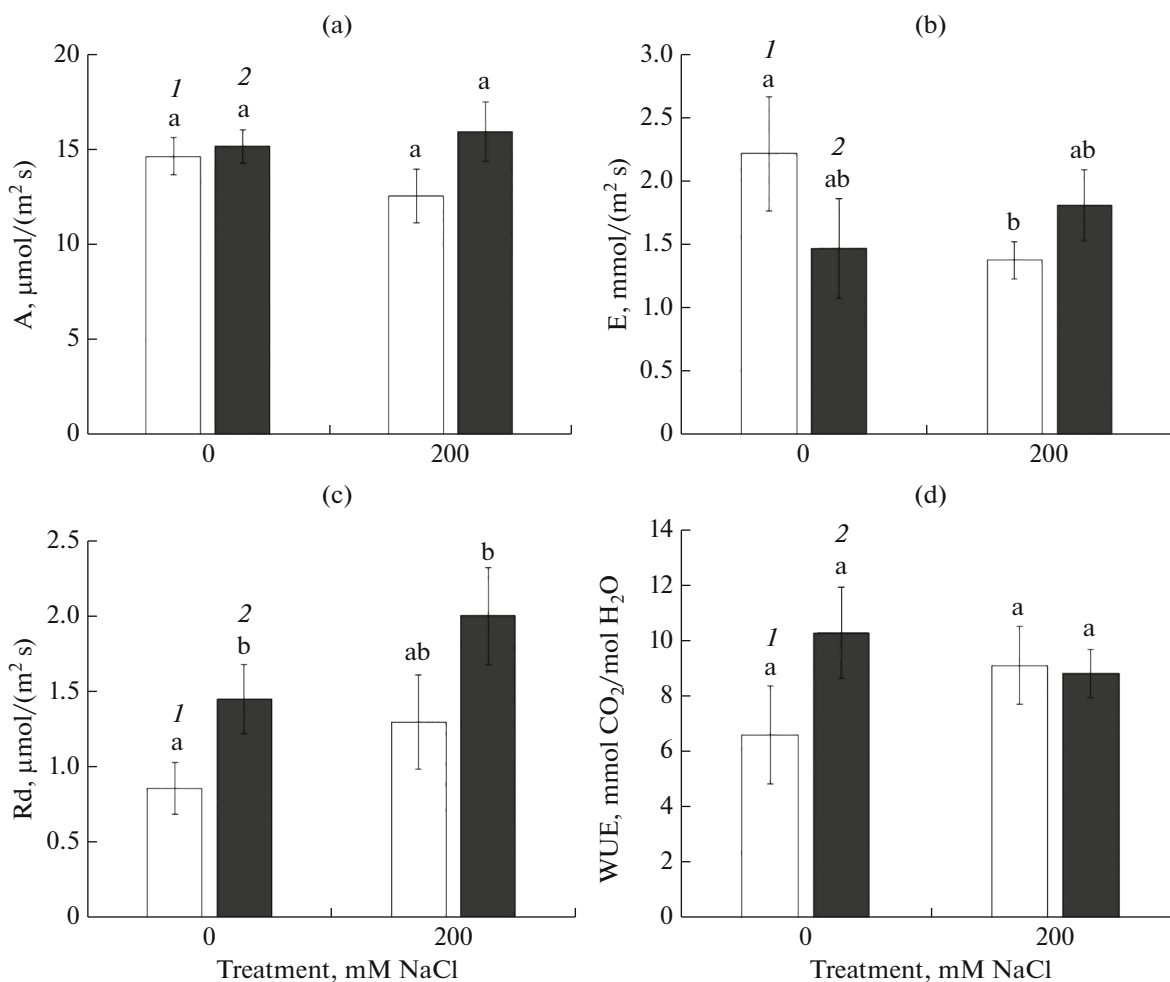 (a)
A, µmol/(m² s)
20
15
10
5
0
1
a
2
a
a
a
0
200
(b)
E, mmol/(m² s)
3.0
2.5
2.0
1.5
1.0
0.5
0
1
a
2
ab
b
ab
0
200
(c)
Rd, µmol/(m² s)
2.5
2.0
1.5
1.0
0.5
0
1
a
2
b
ab
b
0
200
Treatment, mM NaCl
(d)
WUE, mmol CO₂/mol H₂O
14
12
10
8
6
4
2
0
1
a
2
a
a
a
0
200
Treatment, mM NaCl